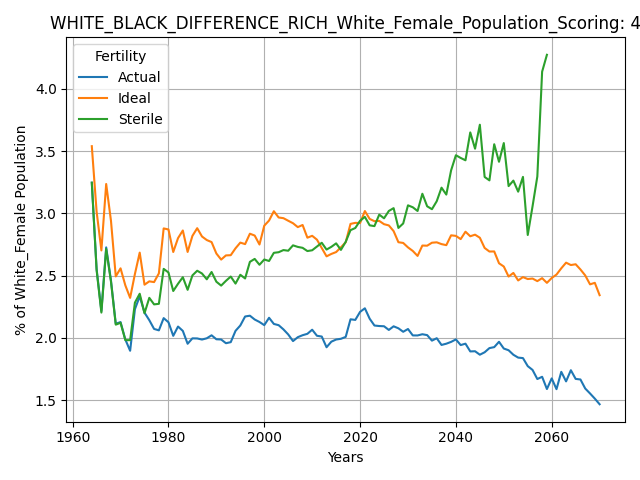 WHITE_BLACK_DIFFERENCE_RICH_White_Female_Population_Scoring: 4
Fertility
Actual
Ideal
Sterile
% of White_Female Population
4.0
3.5
3.0
2.5
2.0
1.5
1960
1980
2000
2020
2040
2060
Years